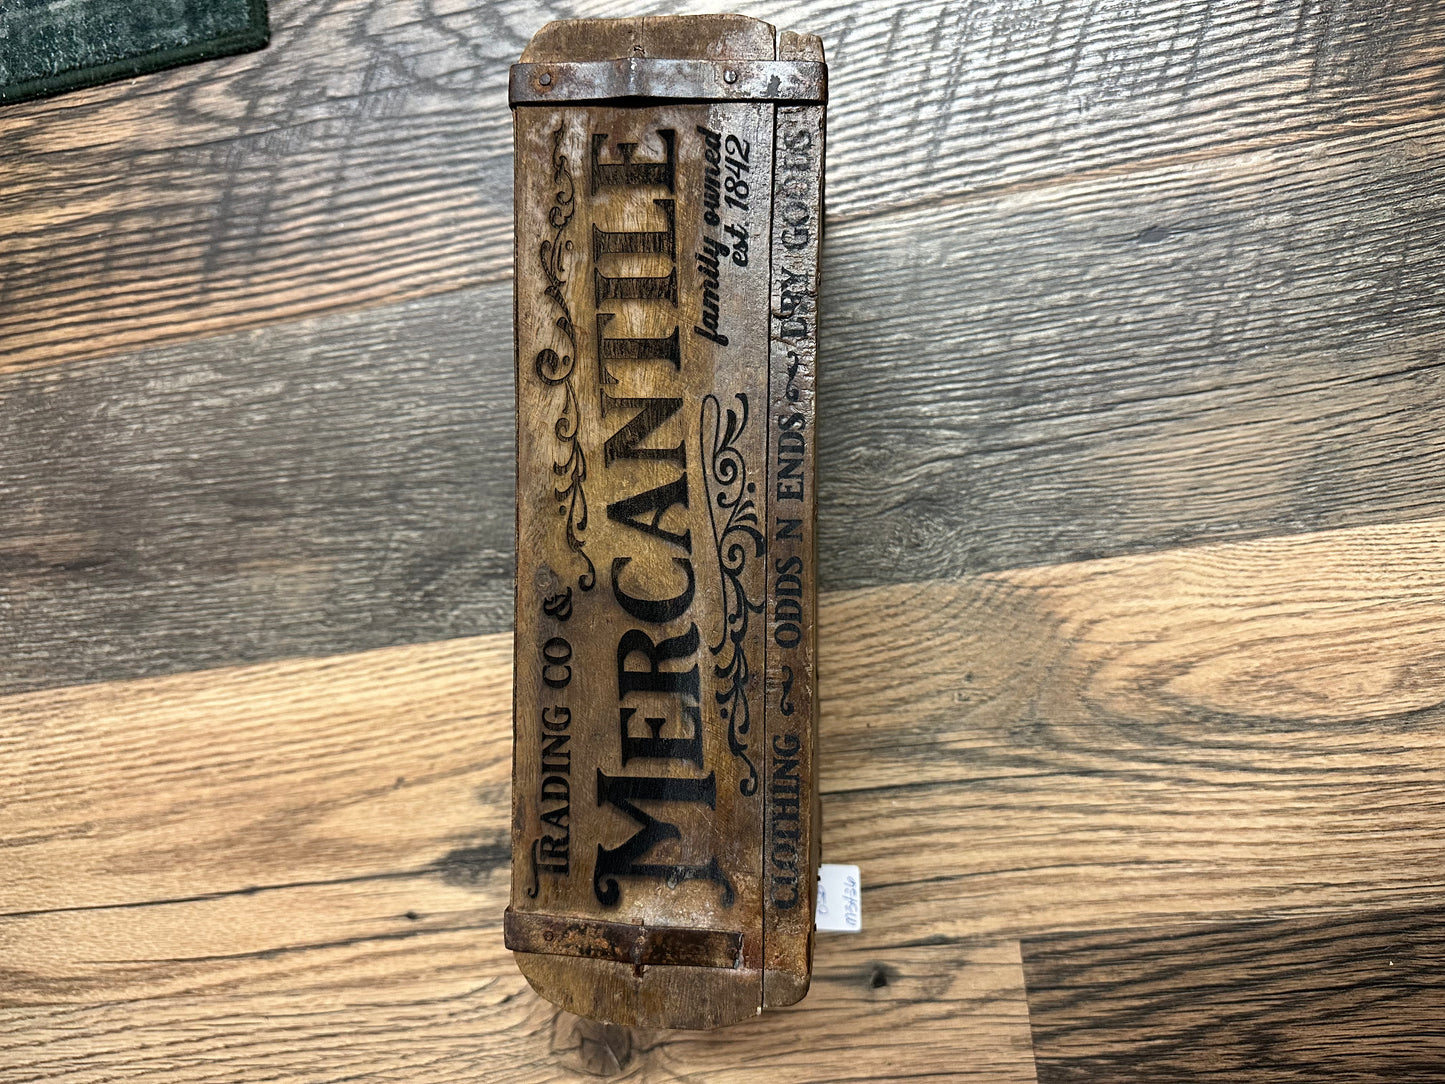 TRADING CO &
MERCANTILE
family owned
est. 1842
CLOTHING ~ ODDS N ENDS ~ DRY GOODS